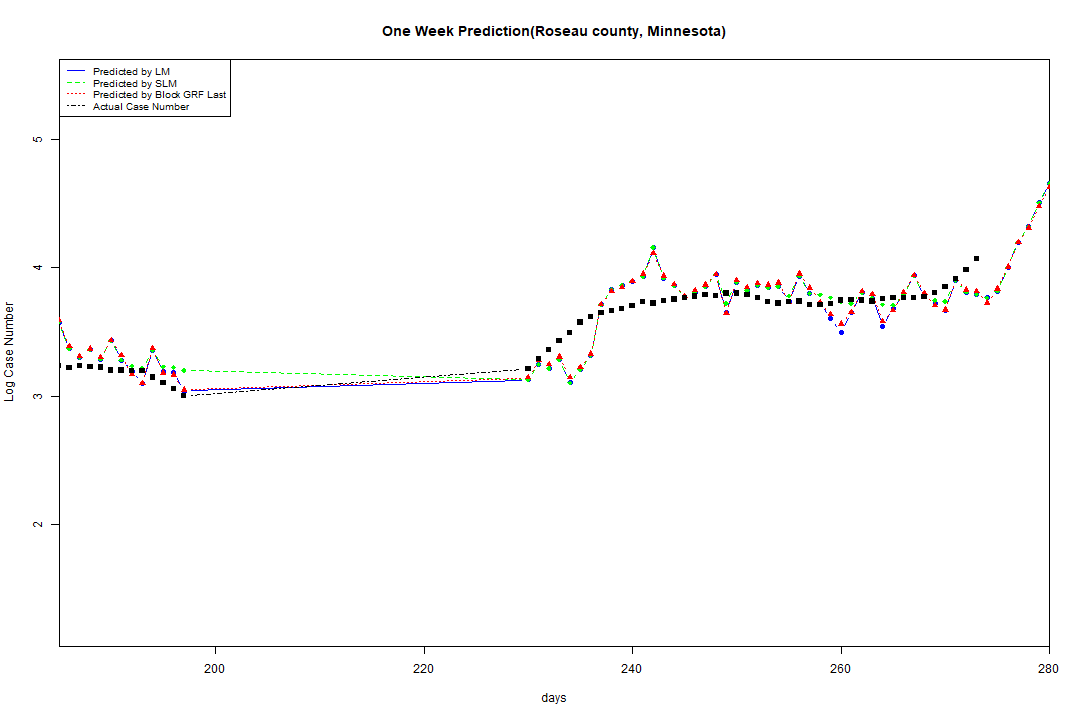 One Week Prediction(Roseau county, Minnesota)
Predicted by LM
Predicted by SLM
Predicted by Block GRF Last
Actual Case Number
5
4
3
2
Log Case Number
200
220
240
260
280
days